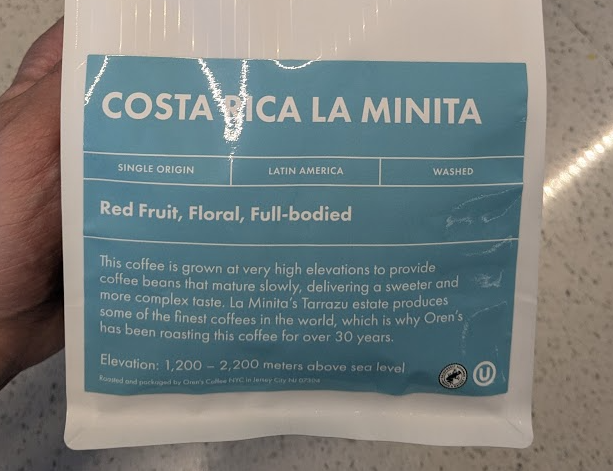 COSTA RICA LA MINITA
SINGLE ORIGIN
LATIN AMERICA
WASHED
Red Fruit, Floral, Full-bodied
This coffee is grown at very high elevations to provide
coffee beans that mature slowly, delivering a sweeter and
more complex taste. La Minita's Tarrazu estate produces
some of the finest coffees in the world, which is why Oren's
has been roasting this coffee for over 30 years.
Elevation: 1,200 – 2,200 meters above sea level
Roasted and packaged by Oren's Coffee NYC in Jersey City NJ 07304
U